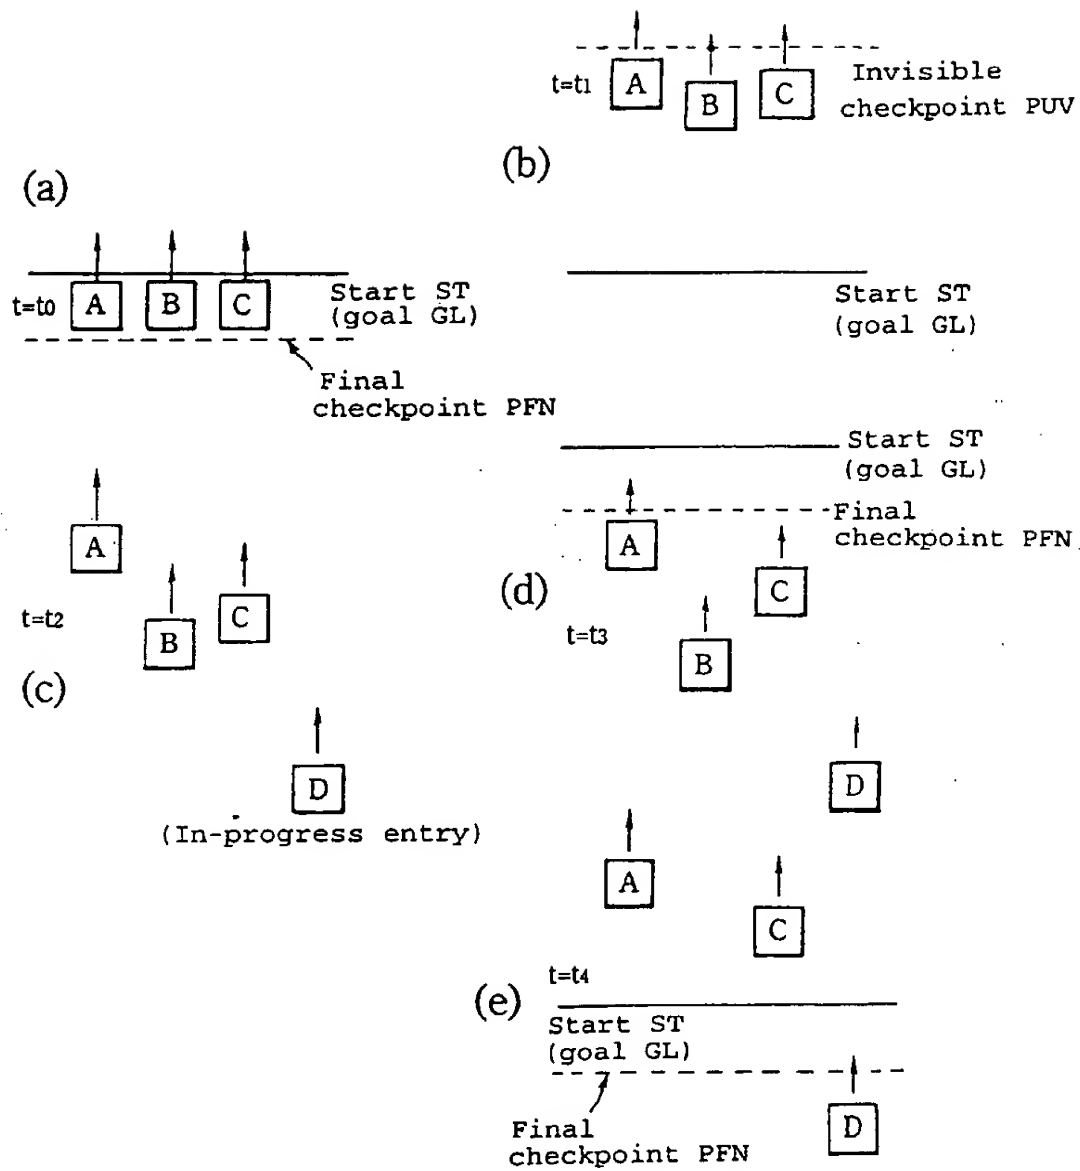 (a)
t=t0
A
B
C
Start ST
(goal GL)
Final
checkpoint PFN
(b)
t=t1
A
B
C
Invisible
checkpoint PUV
Start ST
(goal GL)
(c)
t=t2
A
B
C
D
(In-progress entry)
(d)
t=t3
Start ST
(goal GL)
Final
checkpoint PFN
A
C
B
D
(e)
t=t4
A
C
Start ST
(goal GL)
D
Final
checkpoint PFN